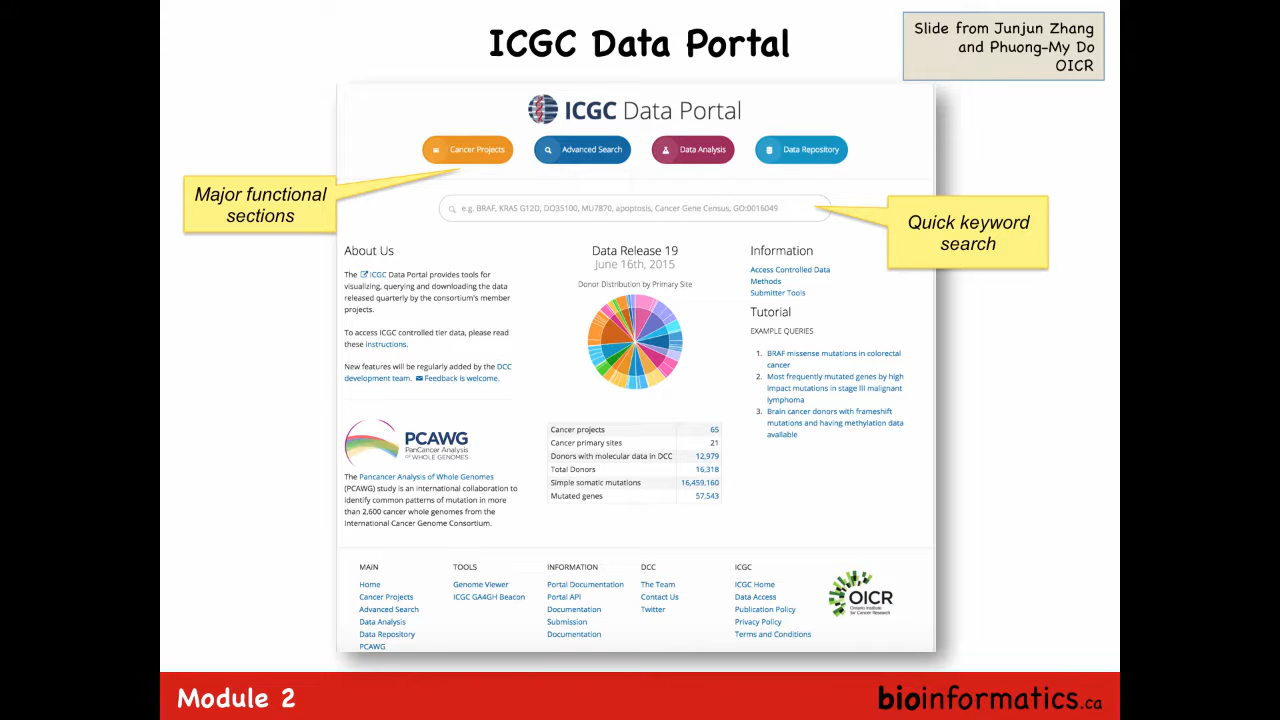 ICGC Data Portal
Slide from Junjun Zhang
and Phuong-My Do
OICR
ICGC Data Portal
Cancer Projects
Advanced Search
Data Analysis
Data Repository
Major functional
sections
e.g. BRAF, KRAS G12D, DO35100, MU7870, apoptosis, Cancer Gene Census, GO:0016049
Quick keyword
search
About Us
The ICGC Data Portal provides tools for
visualizing, querying and downloading the data
released quarterly by the consortium's member
projects.
To access ICGC controlled tier data, please read
these instructions.
New features will be regularly added by the DCC
development team. Feedback is welcome.
PCAWG
PanCancer Analysis
OF WHOLE GENOMES
The Pancancer Analysis of Whole Genomes
(PCAWG) study is an international collaboration to
identify common patterns of mutation in more
than 2,600 cancer whole genomes from the
International Cancer Genome Consortium.
Data Release 19
June 16th, 2015
Donor Distribution by Primary Site
Cancer projects 65
Cancer primary sites 21
Donors with molecular data in DCC 12,979
Total Donors 16,318
Simple somatic mutations 16,459,160
Mutated genes 57,543
Information
Access Controlled Data
Methods
Submitter Tools
Tutorial
EXAMPLE QUERIES
1. BRAF missense mutations in colorectal
cancer
2. Most frequently mutated genes by high
impact mutations in stage III malignant
lymphoma
3. Brain cancer donors with frameshift
mutations and having methylation data
available
MAIN
Home
Cancer Projects
Advanced Search
Data Analysis
Data Repository
PCAWG
TOOLS
Genome Viewer
ICGC GA4GH Beacon
INFORMATION
Portal Documentation
Portal API
Documentation
Submission
Documentation
DCC
The Team
Contact Us
Twitter
ICGC
ICGC Home
Data Access
Publication Policy
Privacy Policy
Terms and Conditions
OICR
Ontario Institute
for Cancer Research
Module 2
bioinformatics.ca